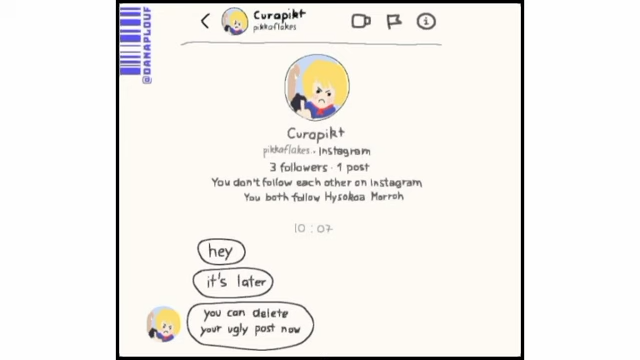 @DANAPLOUF
Curapikt
pikkaflakes
Curapikt
pikkaflakes. · Instagram
3 followers · 1 post
You don't follow each other on Instagram
You both follow Hysokaa Morroh
10:07
hey
it's later
you can delete
your ugly post now